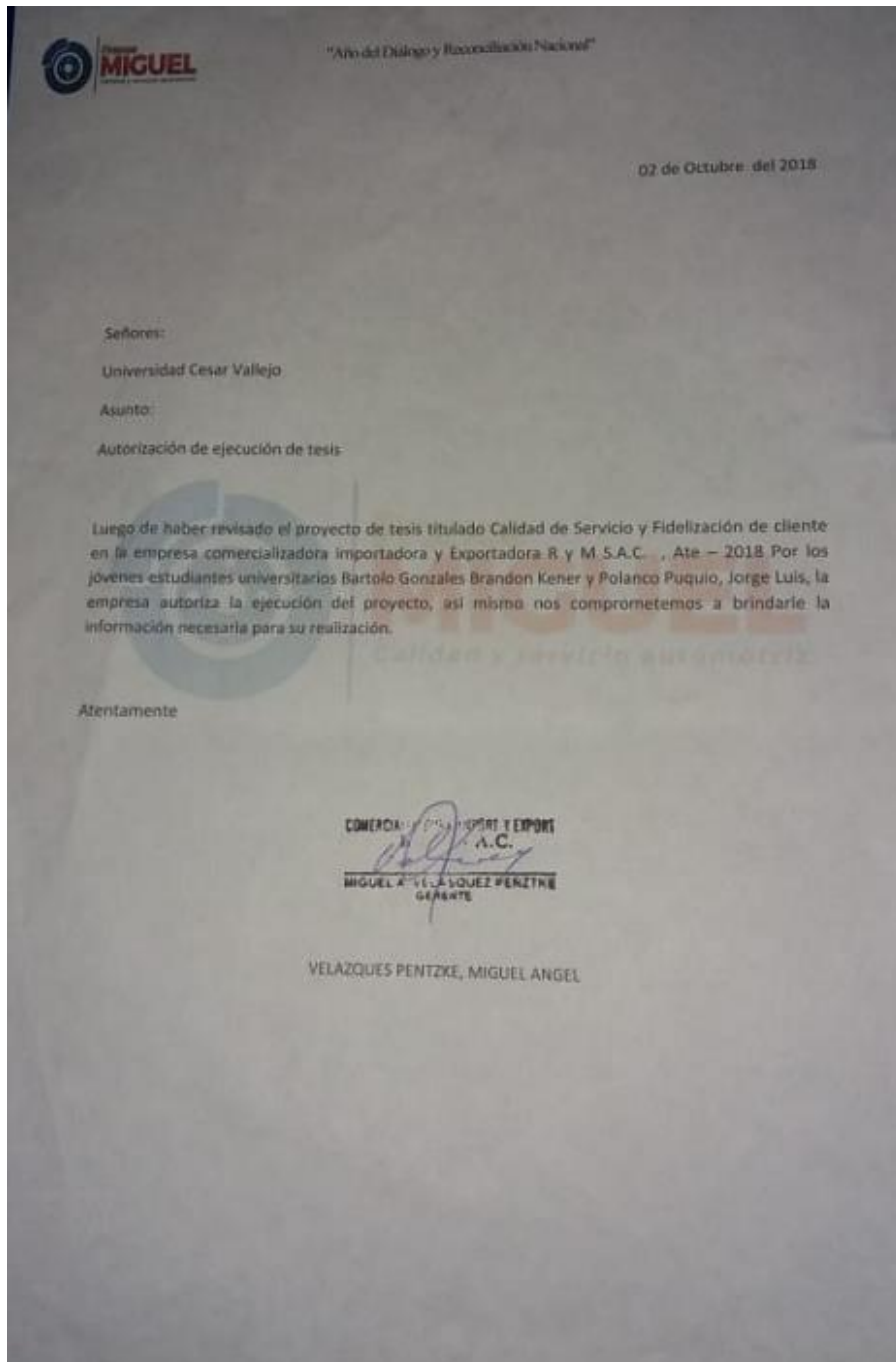 MIGUEL
"Año del Diálogo y Reconciliación Nacional"
02 de Octubre del 2018
Señores:
Universidad Cesar Vallejo
Asunto:
Autorización de ejecución de tesis
Luego de haber revisado el proyecto de tesis titulado Calidad de Servicio y Fidelización de cliente
en la empresa comercializadora importadora y Exportadora R y M S.A.C. , Ate – 2018 Por los
jóvenes estudiantes universitarios Bartolo Gonzales Brandon Kener y Polanco Puquio, Jorge Luis, la
empresa autoriza la ejecución del proyecto, así mismo nos comprometemos a brindarle la
información necesaria para su realización.
Calidad y servicio automotriz
Atentamente
Y EXPORT
A.C.
MIGUEL A. VELASQUEZ PENZTKE
GERENTE
VELAZQUES PENTZKE, MIGUEL ANGEL